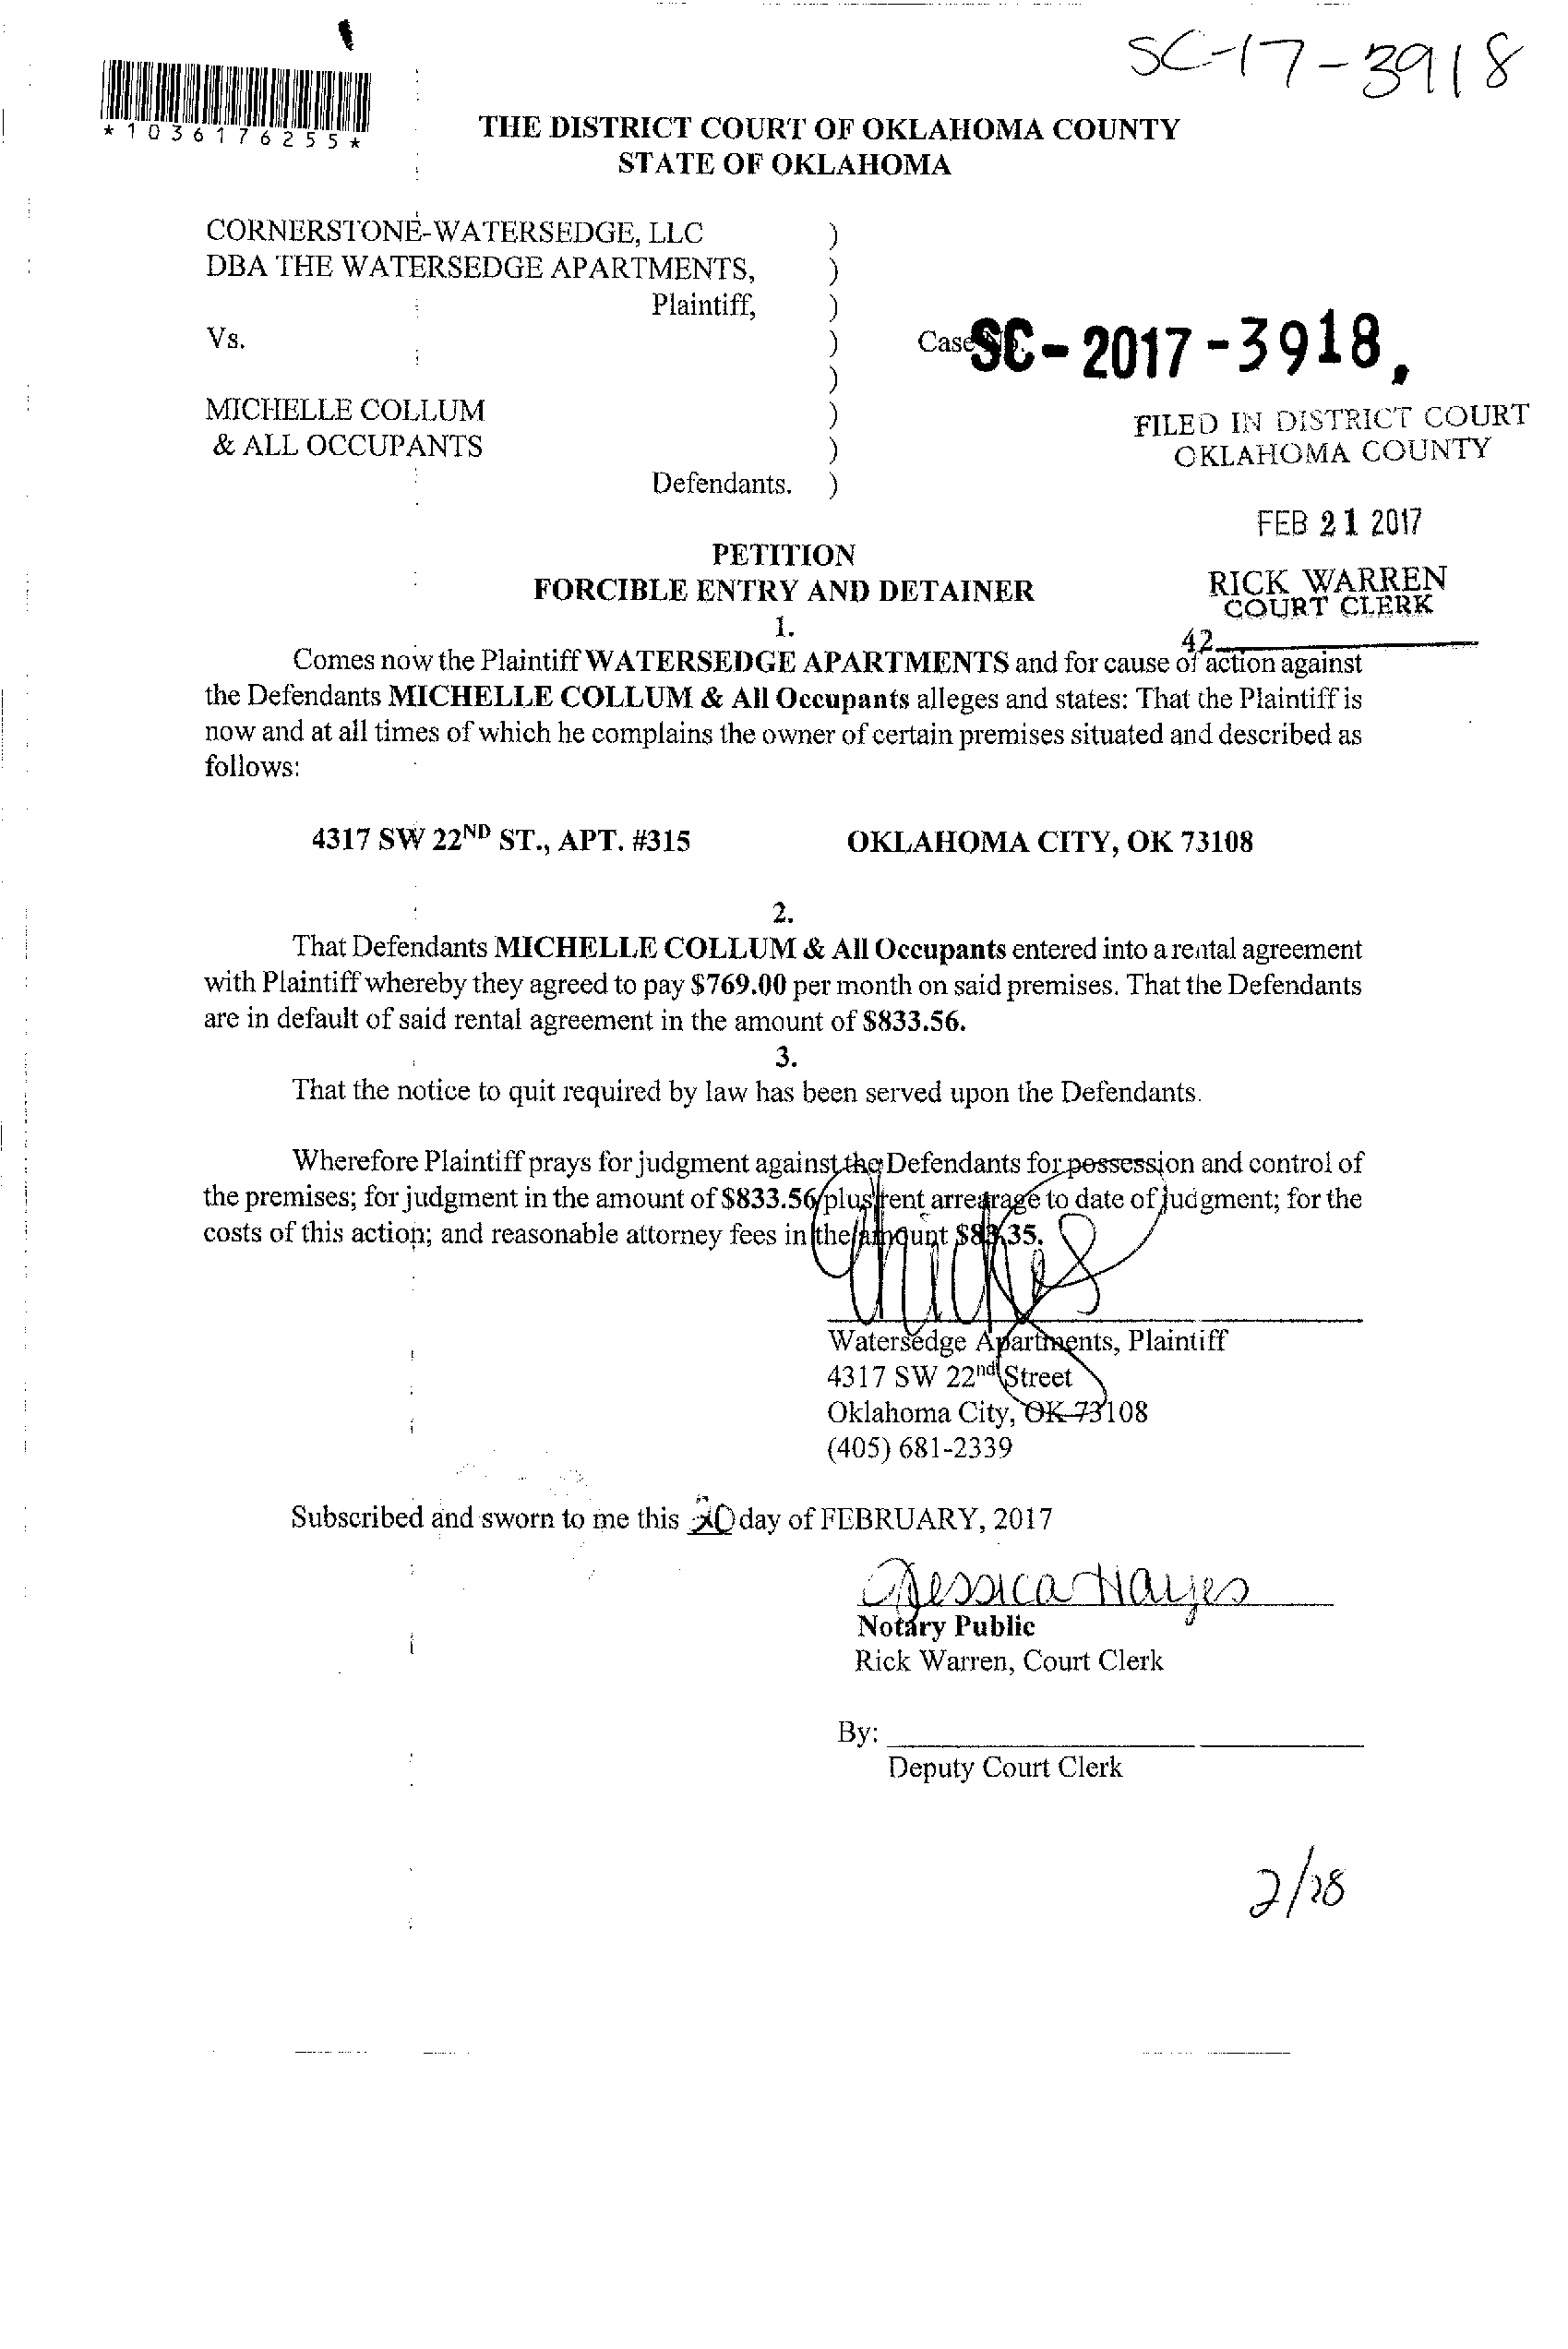 SC-17-3918
*1036176255*
THE DISTRICT COURT OF OKLAHOMA COUNTY
STATE OF OKLAHOMA
CORNERSTONE-WATERSEDGE, LLC )
DBA THE WATERSEDGE APARTMENTS, )
Plaintiff, )
Vs. ) Case No. SC-2017-3918,
)
MICHELLE COLLUM )
& ALL OCCUPANTS )
Defendants. )
FILED IN DISTRICT COURT
OKLAHOMA COUNTY
FEB 21 2017
RICK WARREN
COURT CLERK
42
PETITION
FORCIBLE ENTRY AND DETAINER
1.
Comes now the Plaintiff WATERSEDGE APARTMENTS and for cause of action against
the Defendants MICHELLE COLLUM & All Occupants alleges and states: That the Plaintiff is
now and at all times of which he complains the owner of certain premises situated and described as
follows:
4317 SW 22ND ST., APT. #315 OKLAHOMA CITY, OK 73108
2.
That Defendants MICHELLE COLLUM & All Occupants entered into a rental agreement
with Plaintiff whereby they agreed to pay $769.00 per month on said premises. That the Defendants
are in default of said rental agreement in the amount of $833.56.
3.
That the notice to quit required by law has been served upon the Defendants.
Wherefore Plaintiff prays for judgment against the Defendants for possession and control of
the premises; for judgment in the amount of $833.56 plus rent arrearage to date of judgment; for the
costs of this action; and reasonable attorney fees in the amount $83.35.
Watersedge Apartments, Plaintiff
4317 SW 22nd Street
Oklahoma City, OK 73108
(405) 681-2339
Subscribed and sworn to me this 20 day of FEBRUARY, 2017
Jessica Hayes
Notary Public
Rick Warren, Court Clerk
By:
Deputy Court Clerk
2/28